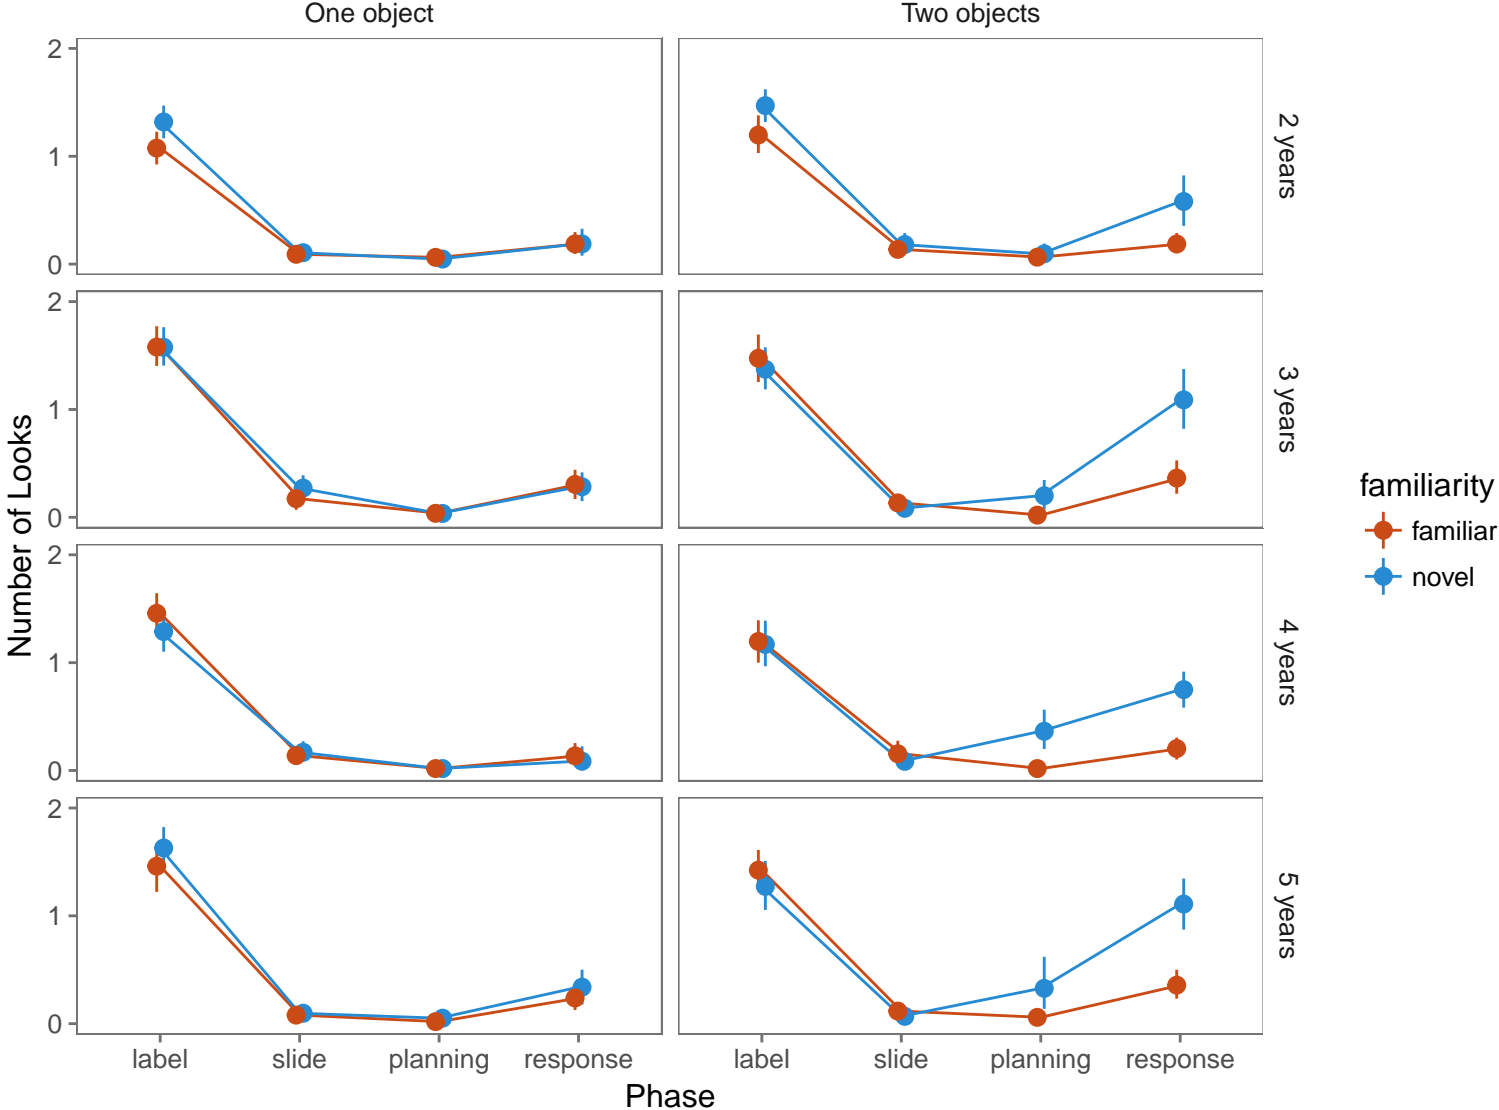 One object
Two objects
2
1
0
2 years
2
1
0
3 years
2
1
0
4 years
2
1
0
5 years
Number of Looks
familiarity
familiar
novel
label
slide
planning
response
label
slide
planning
response
Phase